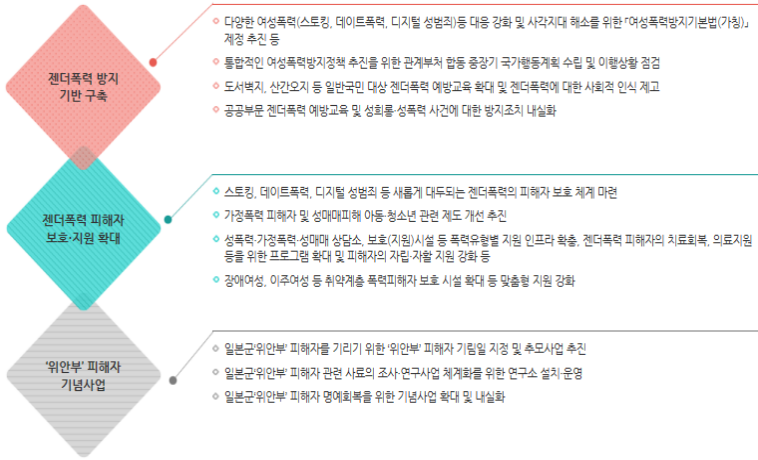 젠더폭력 방지
기반 구축
다양한 여성폭력(스토킹, 데이트폭력, 디지털 성범죄)등 대응 강화 및 사각지대 해소를 위한 「여성폭력방지기본법(가칭)」
제정 추진 등
통합적인 여성폭력방지정책 추진을 위한 관계부처 합동 중장기 국가행동계획 수립 및 이행상황 점검
도서벽지, 산간오지 등 일반국민 대상 젠더폭력 예방교육 확대 및 젠더폭력에 대한 사회적 인식 제고
공공부문 젠더폭력 예방교육 및 성희롱·성폭력 사건에 대한 방지조치 내실화
젠더폭력 피해자
보호·지원 확대
스토킹, 데이트폭력, 디지털 성범죄 등 새롭게 대두되는 젠더폭력의 피해자 보호 체계 마련
가정폭력 피해자 및 성매매피해 아동·청소년 관련 제도 개선 추진
성폭력·가정폭력·성매매 상담소, 보호(지원)시설 등 폭력유형별 지원 인프라 확충, 젠더폭력 피해자의 치료회복, 의료지원
등을 위한 프로그램 확대 및 피해자의 자립·자활 지원 강화 등
장애여성, 이주여성 등 취약계층 폭력피해자 보호 시설 확대 등 맞춤형 지원 강화
'위안부' 피해자
기념사업
일본군'위안부' 피해자를 기리기 위한 '위안부' 피해자 기림일 지정 및 추모사업 추진
일본군'위안부' 피해자 관련 사료의 조사·연구사업 체계화를 위한 연구소 설치·운영
일본군'위안부' 피해자 명예회복을 위한 기념사업 확대 및 내실화